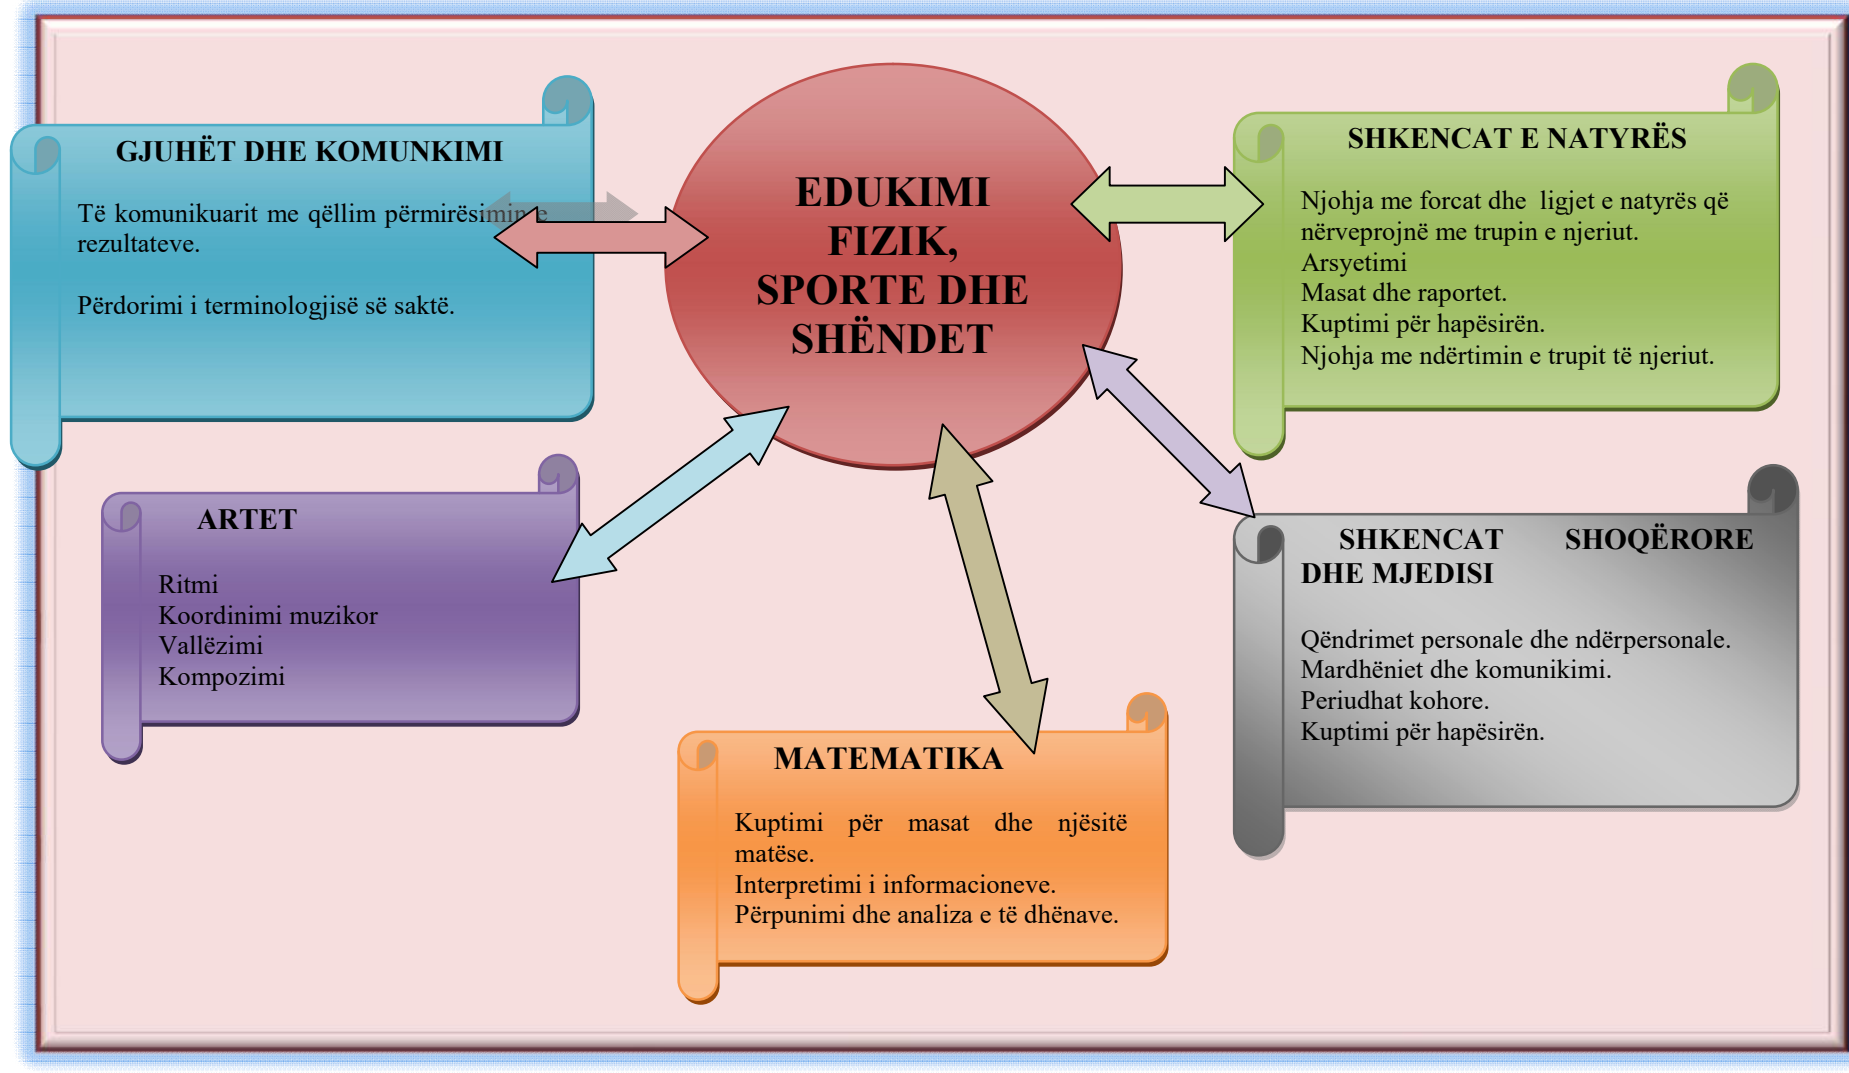 GJUHËT DHE KOMUNKIMI
Të komunikuarit me qëllim përmirësimin e
rezultateve.
Përdorimi i terminologjisë së saktë.
EDUKIMI
FIZIK,
SPORTE DHE
SHËNDET
SHKENCAT E NATYRËS
Njohja me forcat dhe ligjet e natyrës që
nërveprojnë me trupin e njeriut.
Arsyetimi
Masat dhe raportet.
Kuptimi për hapësirën.
Njohja me ndërtimin e trupit të njeriut.
ARTET
Ritmi
Koordinimi muzikor
Vallëzimi
Kompozimi
MATEMATIKA
Kuptimi për masat dhe njësitë
matëse.
Interpretimi i informacioneve.
Përpunimi dhe analiza e të dhënave.
SHKENCAT SHOQËRORE
DHE MJEDISI
Qëndrimet personale dhe ndërpersonale.
Mardhëniet dhe komunikimi.
Periudhat kohore.
Kuptimi për hapësirën.